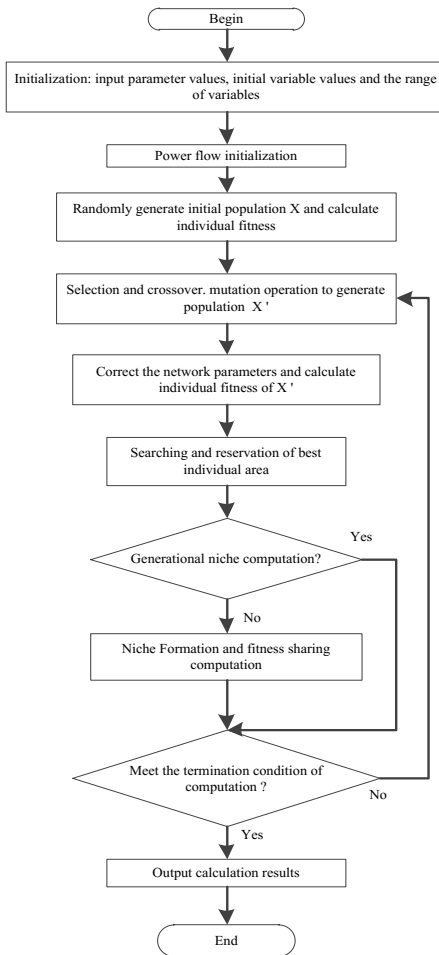 Begin
Initialization: input parameter values, initial variable values and the range
of variables
Power flow initialization
Randomly generate initial population X and calculate
individual fitness
Selection and crossover. mutation operation to generate
population X '
Correct the network parameters and calculate
individual fitness of X '
Searching and reservation of best
individual area
Generational niche computation?
Yes
No
Niche Formation and fitness sharing
computation
Meet the termination condition of
computation ?
No
Yes
Output calculation results
End